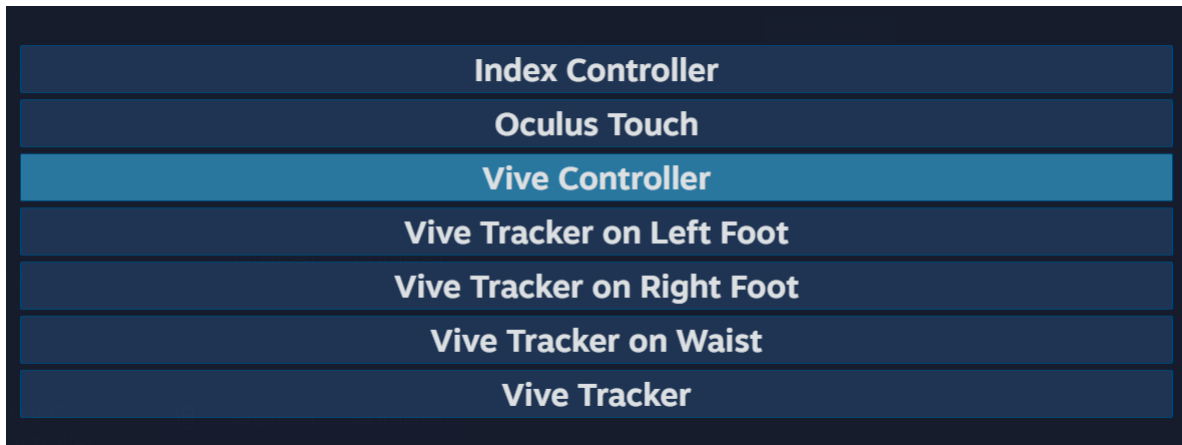 Index Controller
Oculus Touch
Vive Controller
Vive Tracker on Left Foot
Vive Tracker on Right Foot
Vive Tracker on Waist
Vive Tracker